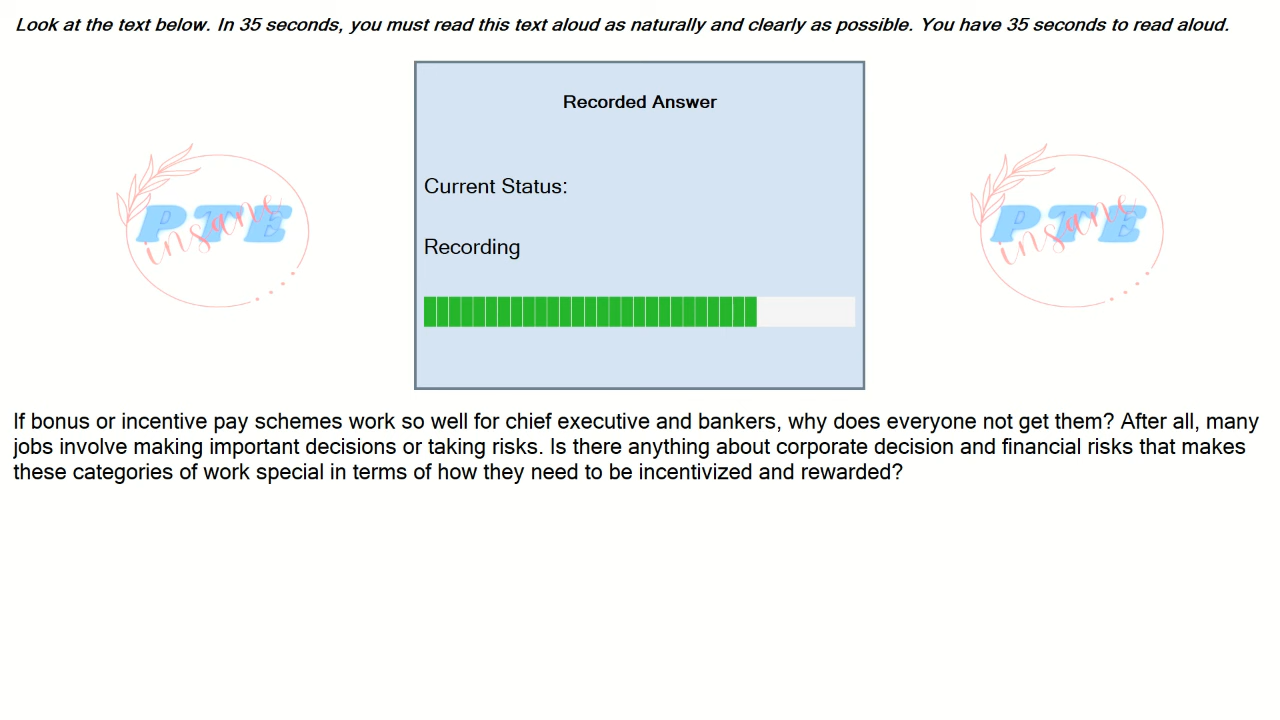 Look at the text below. In 35 seconds, you must read this text aloud as naturally and clearly as possible. You have 35 seconds to read aloud.
Recorded Answer
Current Status:
Recording
PTE
insane
PTE
insane
If bonus or incentive pay schemes work so well for chief executive and bankers, why does everyone not get them? After all, many
jobs involve making important decisions or taking risks. Is there anything about corporate decision and financial risks that makes
these categories of work special in terms of how they need to be incentivized and rewarded?